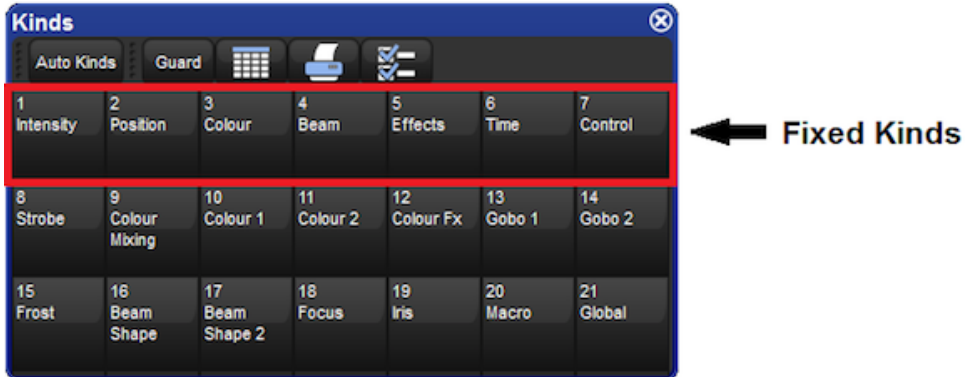 Kinds
Auto Kinds Guard
1 2 3 4 5 6 7
Intensity Position Colour Beam Effects Time Control
Fixed Kinds
8 9 10 11 12 13 14
Strobe Colour Colour 1 Colour 2 Colour Fx Gobo 1 Gobo 2
Mixing
15 16 17 18 19 20 21
Frost Beam Beam Focus Iris Macro Global
Shape Shape 2